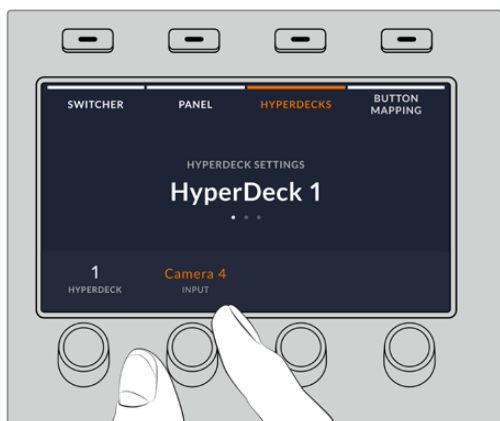 SWITCHER
PANEL
HYPERDECKS
BUTTON
MAPPING
HYPERDECK SETTINGS
HyperDeck 1
1
HYPERDECK
Camera 4
INPUT